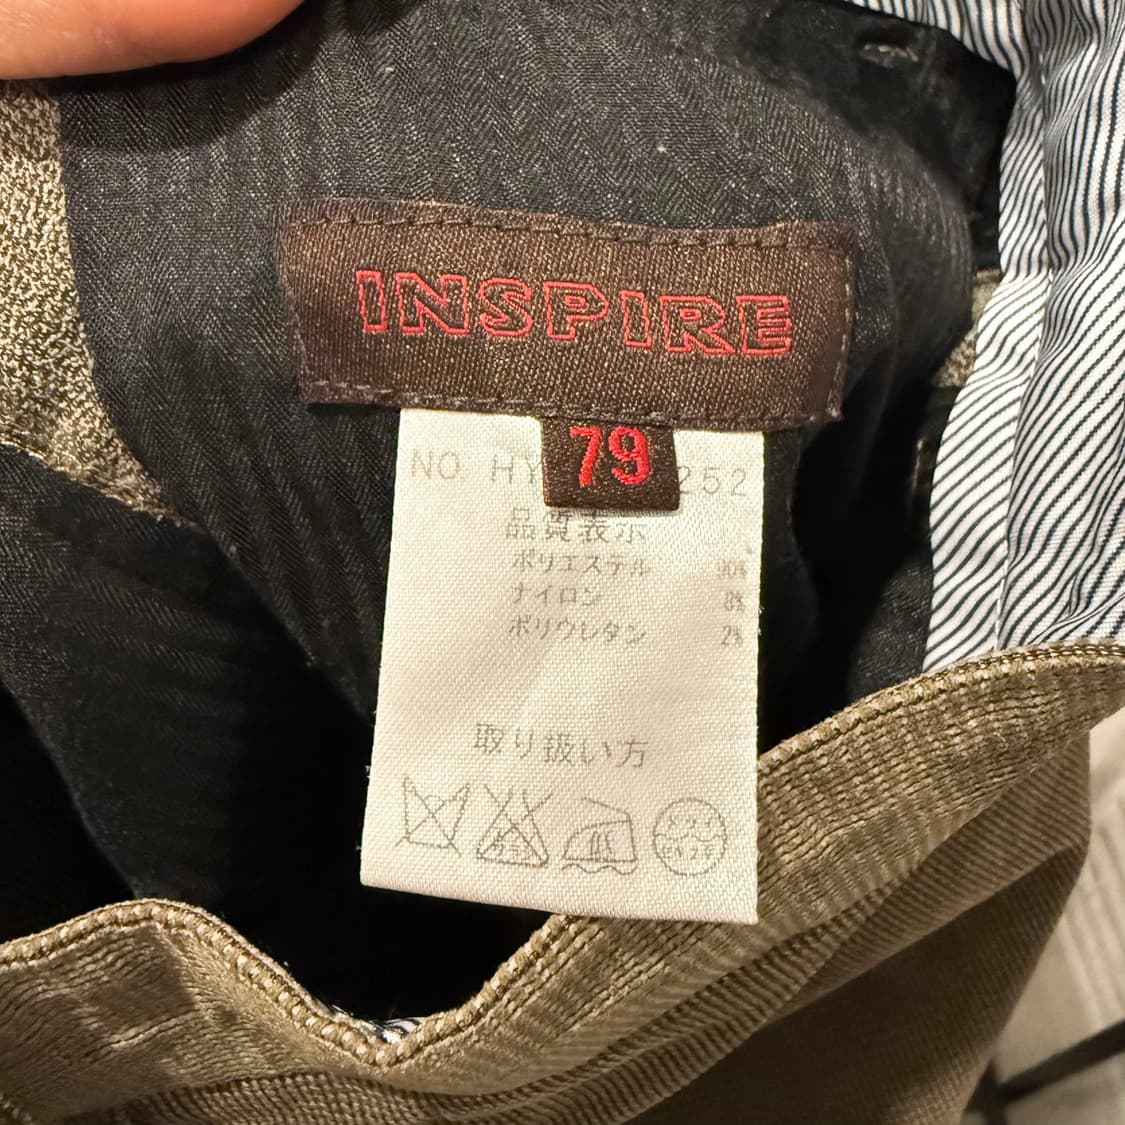 INSPIRE
79
NO. HY 252
品質表示
ポリエステル 90%
ナイロン 8%
ポリウレタン 2%
取り扱い方